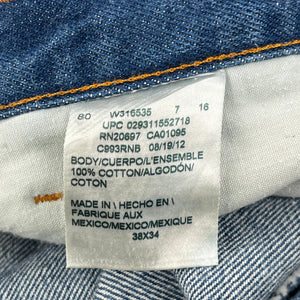 80 W316535 7 16
UPC 029311552718
RN20697 CA01095
C993RNB 08/19/12
BODY/CUERPO/L'ENSEMBLE
100% COTTON/ALGODÓN/
COTON
MADE IN \ HECHO EN \
FABRIQUE AUX
MEXICO/MEXICO/MEXIQUE
38X34